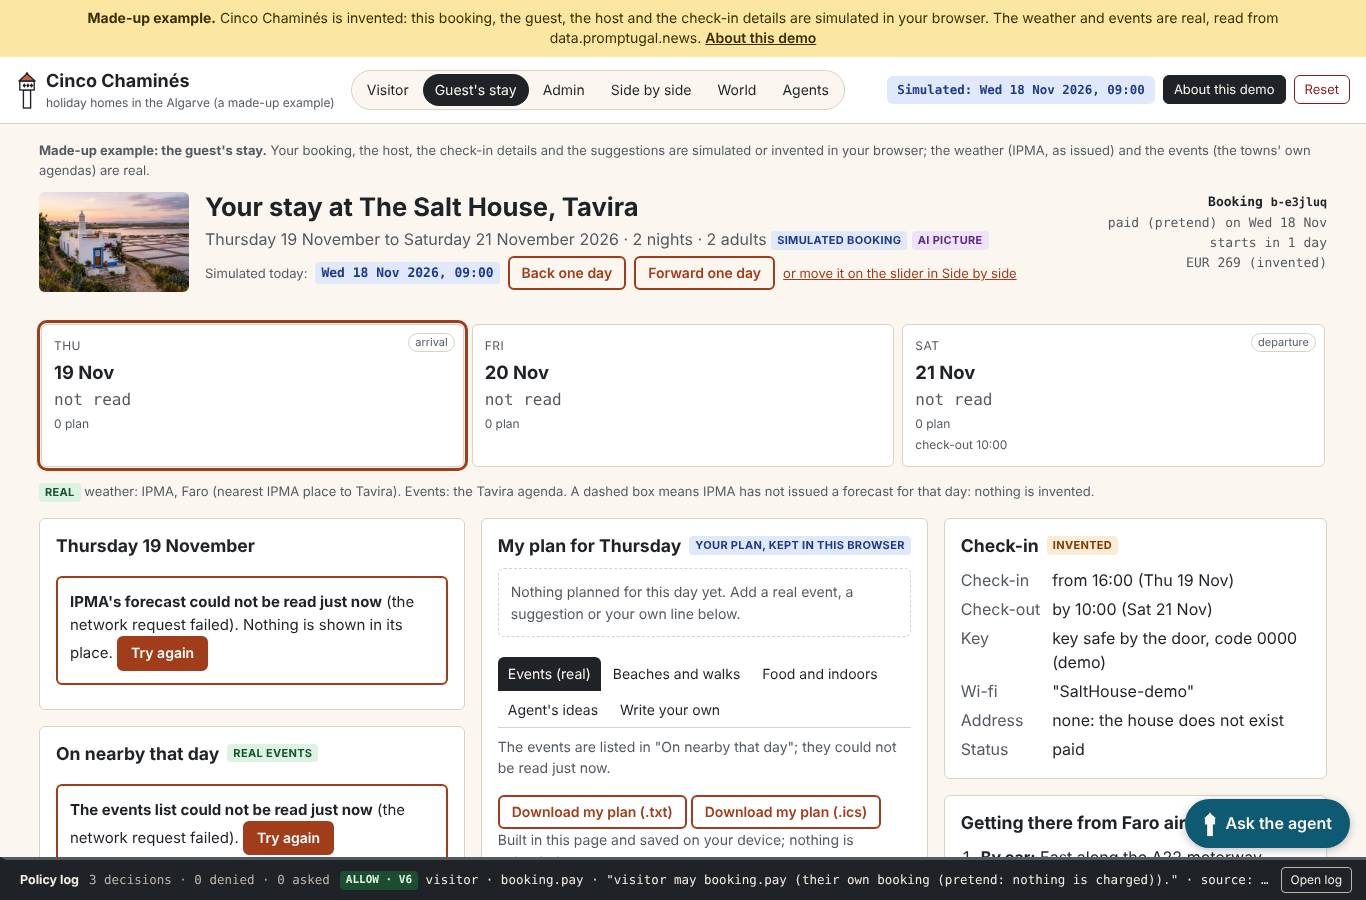 Made-up example. Cinco Chaminés is invented: this booking, the guest, the host and the check-in details are simulated in your browser. The weather and events are real, read from
data.promptugal.news. About this demo
Cinco Chaminés
holiday homes in the Algarve (a made-up example)
Visitor
Guest's stay
Admin
Side by side
World
Agents
Simulated: Wed 18 Nov 2026, 09:00
About this demo
Reset
Made-up example: the guest's stay. Your booking, the host, the check-in details and the suggestions are simulated or invented in your browser; the weather (IPMA, as issued) and the events (the towns' own
agendas) are real.
Your stay at The Salt House, Tavira
Thursday 19 November to Saturday 21 November 2026 · 2 nights · 2 adults SIMULATED BOOKING AI PICTURE
Simulated today: Wed 18 Nov 2026, 09:00 Back one day Forward one day or move it on the slider in Side by side
Booking b-e3jluq
paid (pretend) on Wed 18 Nov
starts in 1 day
EUR 269 (invented)
THU
arrival
19 Nov
not read
0 plan
FRI
20 Nov
not read
0 plan
SAT
departure
21 Nov
not read
0 plan
check-out 10:00
REAL weather: IPMA, Faro (nearest IPMA place to Tavira). Events: the Tavira agenda. A dashed box means IPMA has not issued a forecast for that day: nothing is invented.
Thursday 19 November
IPMA's forecast could not be read just now (the
network request failed). Nothing is shown in its
place. Try again
On nearby that day REAL EVENTS
The events list could not be read just now (the
network request failed). Try again
My plan for Thursday YOUR PLAN, KEPT IN THIS BROWSER
Nothing planned for this day yet. Add a real event, a
suggestion or your own line below.
Events (real)
Beaches and walks
Food and indoors
Agent's ideas
Write your own
The events are listed in "On nearby that day"; they could not
be read just now.
Download my plan (.txt)
Download my plan (.ics)
Built in this page and saved on your device; nothing is
Check-in INVENTED
Check-in from 16:00 (Thu 19 Nov)
Check-out by 10:00 (Sat 21 Nov)
Key key safe by the door, code 0000
(demo)
Wi-fi "SaltHouse-demo"
Address none: the house does not exist
Status paid
Getting there from Faro air
1. By car: East along the A22 motorway
Ask the agent
Policy log 3 decisions · 0 denied · 0 asked ALLOW · V6 visitor · booking.pay · "visitor may booking.pay (their own booking (pretend: nothing is charged))." · source: … Open log